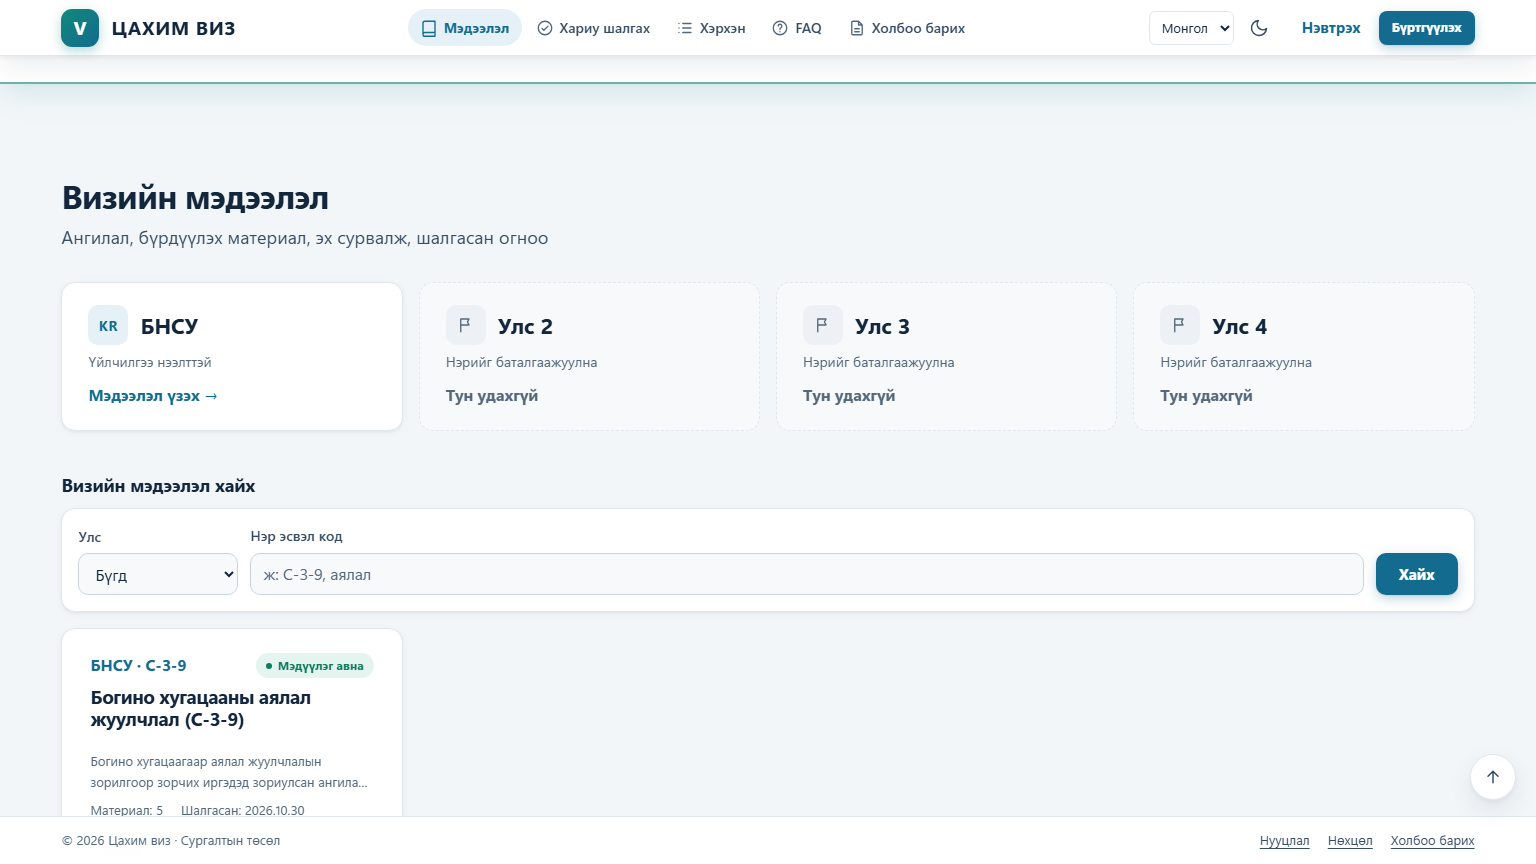 V ЦАХИМ ВИЗ Мэдээлэл Хариу шалгах Хэрхэн FAQ Холбоо барих Монгол Нэвтрэх Бүртгүүлэх
Визийн мэдээлэл
Ангилал, бүрдүүлэх материал, эх сурвалж, шалгасан огноо
KR БНСУ
Үйлчилгээ нээлттэй
Мэдээлэл үзэх →
Улс 2
Нэрийг баталгаажуулна
Тун удахгүй
Улс 3
Нэрийг баталгаажуулна
Тун удахгүй
Улс 4
Нэрийг баталгаажуулна
Тун удахгүй
Визийн мэдээлэл хайх
Улс
Бүгд
Нэр эсвэл код
ж: C-3-9, аялал
Хайх
БНСУ · C-3-9 Мэдүүлэг авна
Богино хугацааны аялал
жуулчлал (C-3-9)
Богино хугацаагаар аялал жуулчлалын
зорилгоор зорчих иргэдэд зориулсан ангила...
Материал: 5 Шалгасан: 2026.10.30
© 2026 Цахим виз · Сургалтын төсөл Нууцлал Нөхцөл Холбоо барих